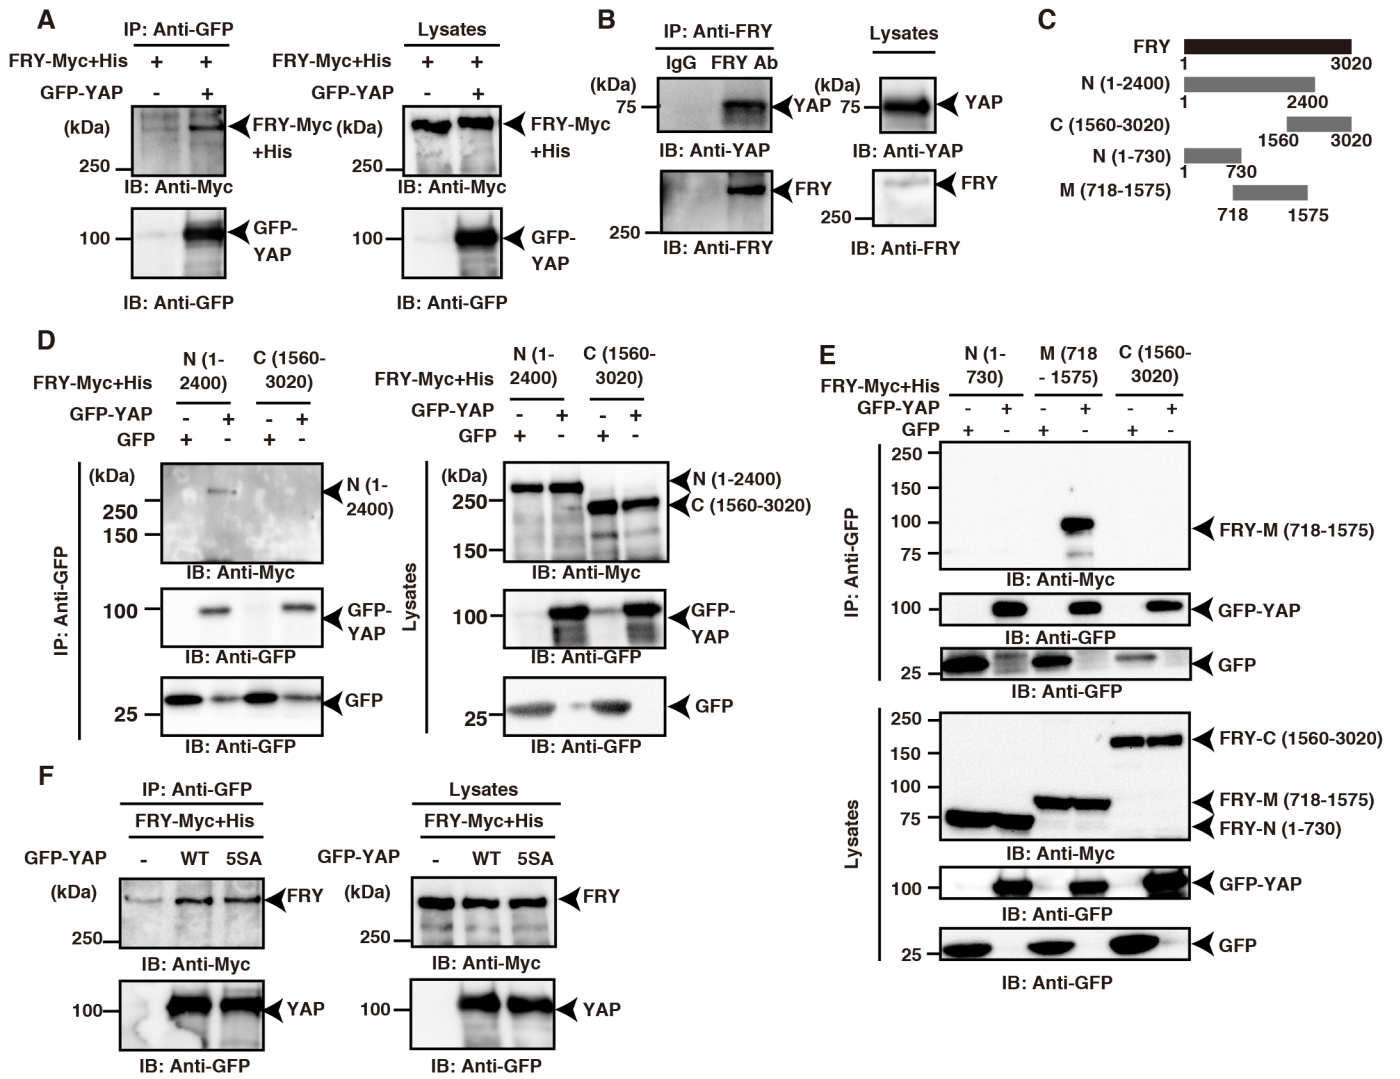 A
IP: Anti-GFP
Lysates
FRY-Myc+His + +
FRY-Myc+His + +
GFP-YAP - +
GFP-YAP - +
(kDa)
FRY-Myc
+His
(kDa)
FRY-Myc
+His
250
250
IB: Anti-Myc
IB: Anti-Myc
100
GFP-
YAP
100
GFP-
YAP
IB: Anti-GFP
IB: Anti-GFP
B
IP: Anti-FRY
Lysates
IgG FRY Ab
(kDa)
(kDa)
75
YAP
75
YAP
IB: Anti-YAP
IB: Anti-YAP
FRY
FRY
250
250
IB: Anti-FRY
IB: Anti-FRY
C
FRY
1 3020
N (1-2400)
1 2400
C (1560-3020)
1560 3020
N (1-730)
1 730
M (718-1575)
718 1575
D
N (1-
2400)
C (1560-
3020)
FRY-Myc+His
GFP-YAP - + - +
GFP + - + -
N (1-
2400)
C (1560-
3020)
FRY-Myc+His
GFP-YAP - + - +
GFP + - + -
IP: Anti-GFP
(kDa)
250
150
N (1-
2400)
IB: Anti-Myc
100
GFP-
YAP
IB: Anti-GFP
25
GFP
IB: Anti-GFP
Lysates
(kDa)
250
150
N (1-2400)
C (1560-3020)
IB: Anti-Myc
100
GFP-
YAP
IB: Anti-GFP
25
GFP
IB: Anti-GFP
E
N (1-
730)
M (718
- 1575)
C (1560-
3020)
FRY-Myc+His
GFP-YAP - + - + - +
GFP + - + - + -
IP: Anti-GFP
250
150
100
75
FRY-M (718-1575)
IB: Anti-Myc
100
GFP-YAP
IB: Anti-GFP
25
GFP
IB: Anti-GFP
Lysates
250
150
100
75
FRY-C (1560-3020)
FRY-M (718-1575)
FRY-N (1-730)
IB: Anti-Myc
100
GFP-YAP
IB: Anti-GFP
25
GFP
IB: Anti-GFP
F
IP: Anti-GFP
Lysates
FRY-Myc+His
FRY-Myc+His
GFP-YAP - WT 5SA
GFP-YAP - WT 5SA
(kDa)
(kDa)
FRY
FRY
250
250
IB: Anti-Myc
IB: Anti-Myc
100
YAP
100
YAP
IB: Anti-GFP
IB: Anti-GFP